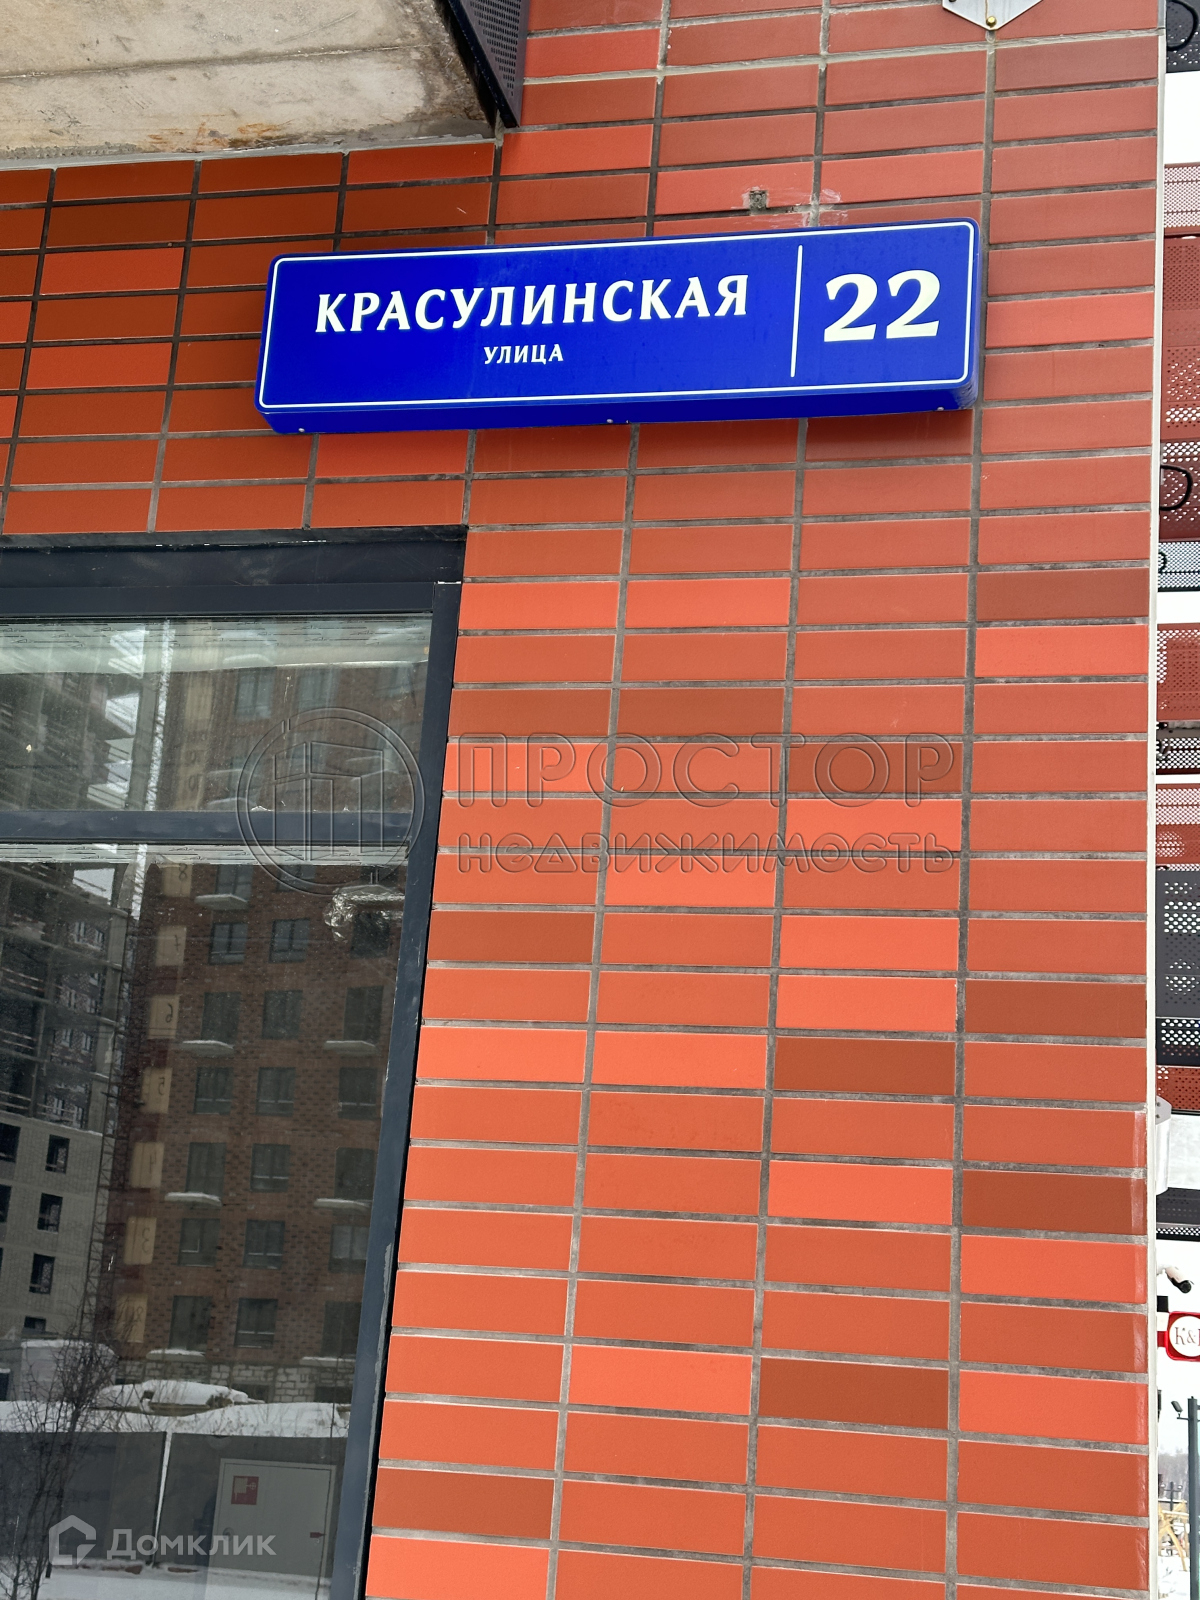 КРАСУЛИНСКАЯ
УЛИЦА
22
ПРОСТОР
недвижимость
К&
Домклик